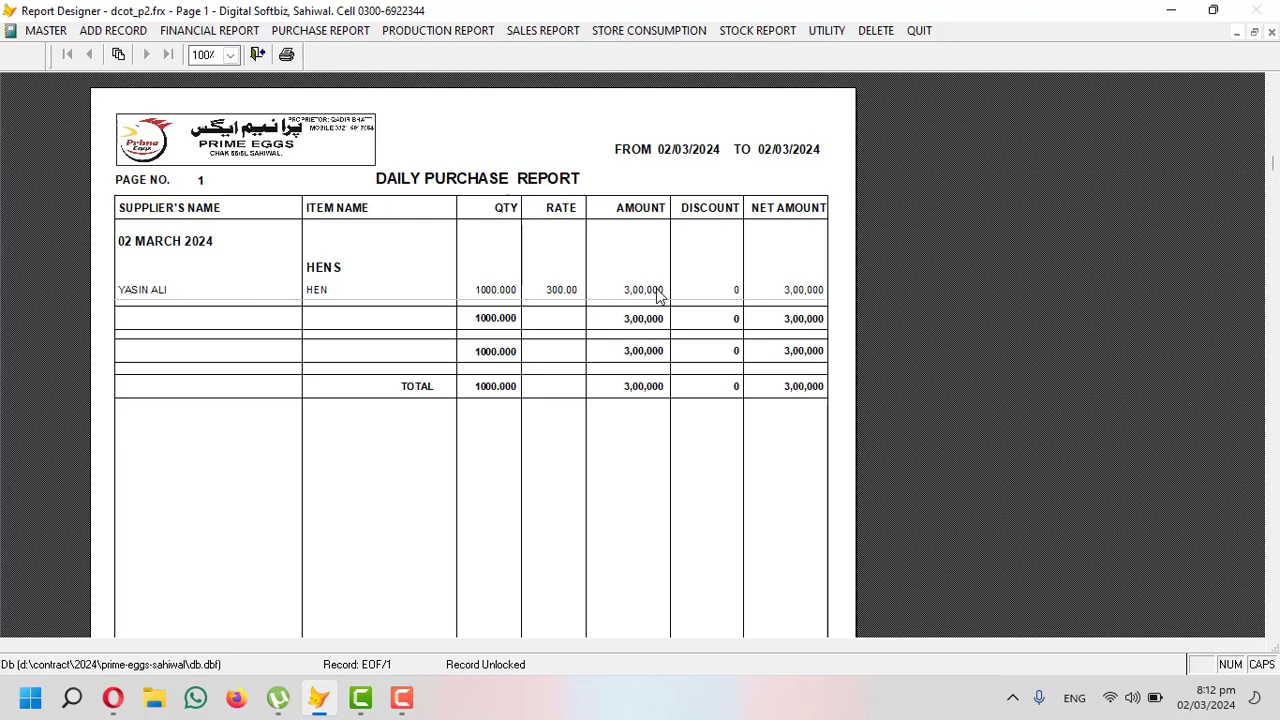 Report Designer - dcot_p2.frx - Page 1 - Digital Softbiz, Sahiwal. Cell 0300-6922344
MASTER ADD RECORD FINANCIAL REPORT PURCHASE REPORT PRODUCTION REPORT SALES REPORT STORE CONSUMPTION STOCK REPORT UTILITY DELETE QUIT
100%
Prime Eggs
پرائیم ایگس
PROPRIETOR: QADIR BHATT
PRIME EGGS
CHAK 55/5L SAHIWAL.
FROM 02/03/2024 TO 02/03/2024
PAGE NO. 1 DAILY PURCHASE REPORT
SUPPLIER'S NAME ITEM NAME QTY RATE AMOUNT DISCOUNT NET AMOUNT
02 MARCH 2024
HENS
YASIN ALI HEN 1000.000 300.00 3,00,000 0 3,00,000
1000.000 3,00,000 0 3,00,000
1000.000 3,00,000 0 3,00,000
TOTAL 1000.000 3,00,000 0 3,00,000
Db (d:\contract\2024\prime-eggs-sahiwal\db.dbf) Record: EOF/1 Record Unlocked NUM CAPS
ENG 8:12 pm
02/03/2024